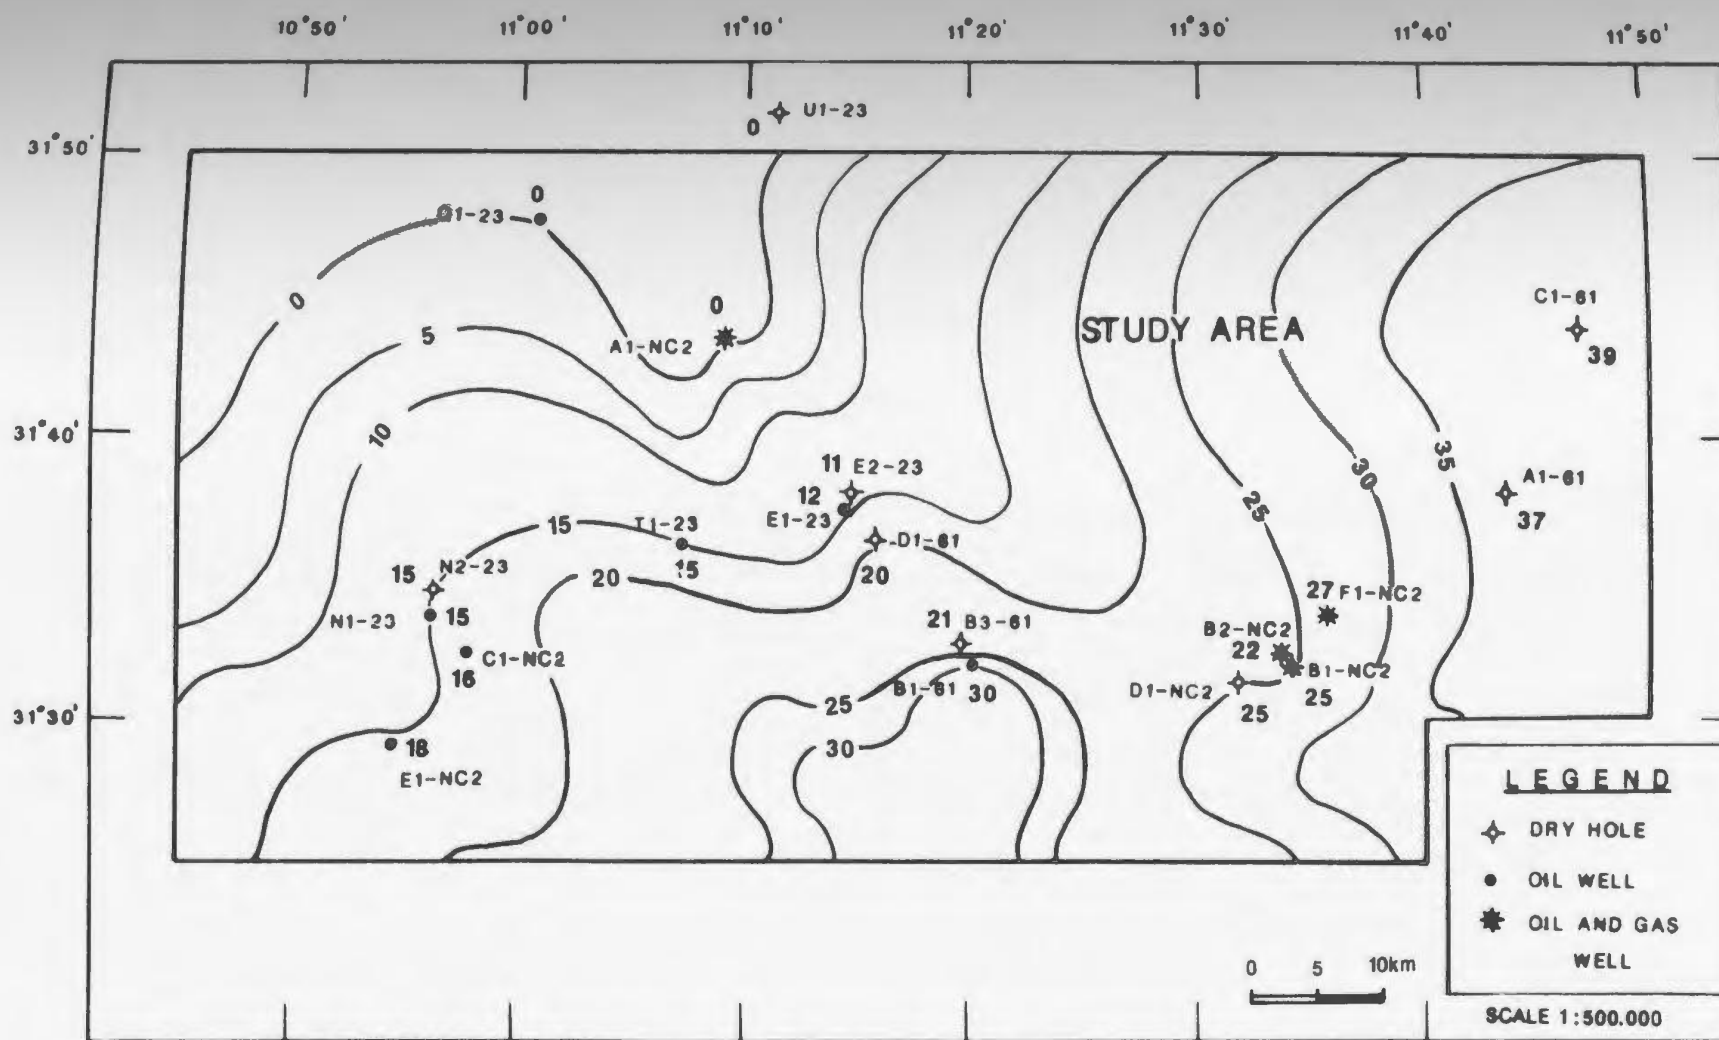 10°50' 11°00' 11°10' 11°20' 11°30' 11°40' 11°50'
U1-23
0
31°50'
0
G1-23
C1-61
0
0
STUDY AREA
5
A1-NC2
39
31°40'
10
35
11 E2-23
30
A1-61
12
25
E1-23
37
15 T1-23
D1-61
15 N2-23
15
20
20
27 F1-NC2
N1-23 15
21 B3-61
B2-NC2
22
C1-NC2
B1-NC2
16
B1-61 30
D1-NC2
25
25
25
31°30'
18
30
E1-NC2
LEGEND
DRY HOLE
OIL WELL
OIL AND GAS
WELL
0 5 10km
SCALE 1:500.000